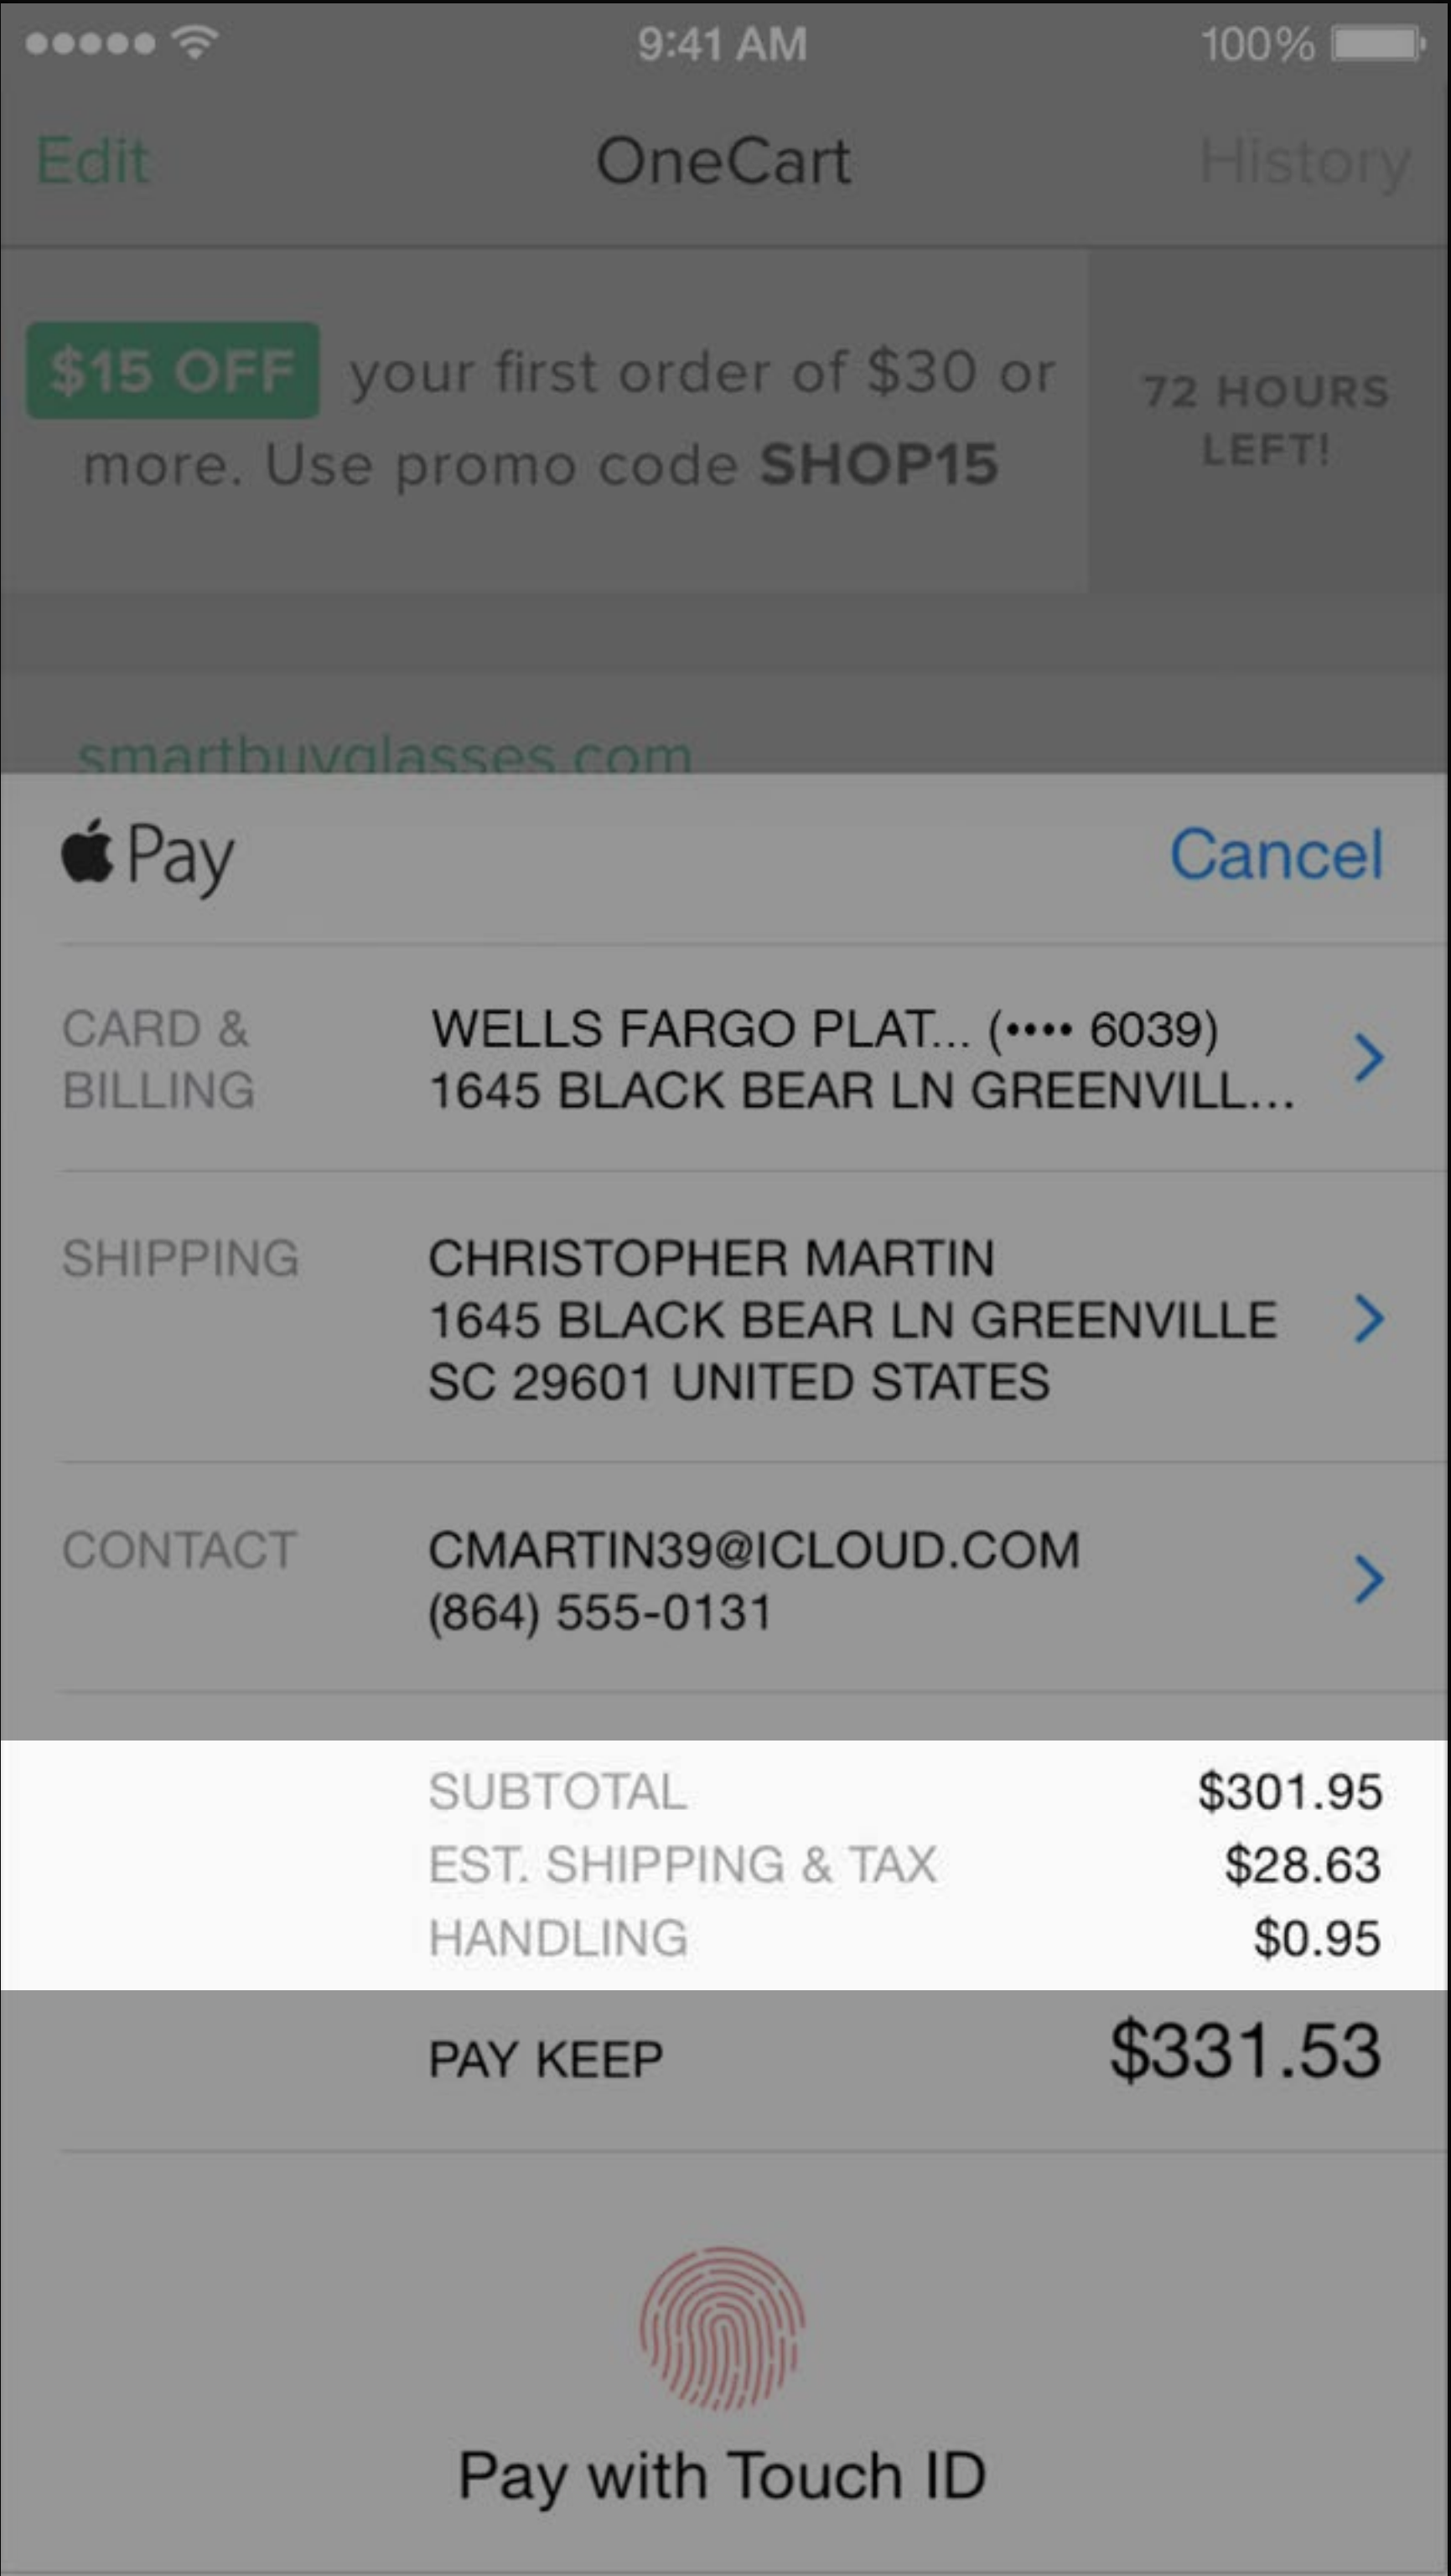 9:41 AM 100%
Edit OneCart History
$15 OFF your first order of $30 or
more. Use promo code SHOP15
72 HOURS
LEFT!
smartbuyglasses.com
Pay Cancel
CARD & WELLS FARGO PLAT... (•••• 6039)
BILLING 1645 BLACK BEAR LN GREENVILL...
SHIPPING CHRISTOPHER MARTIN
1645 BLACK BEAR LN GREENVILLE
SC 29601 UNITED STATES
CONTACT CMARTIN39@ICLOUD.COM
(864) 555-0131
SUBTOTAL $301.95
EST. SHIPPING & TAX $28.63
HANDLING $0.95
PAY KEEP $331.53
Pay with Touch ID